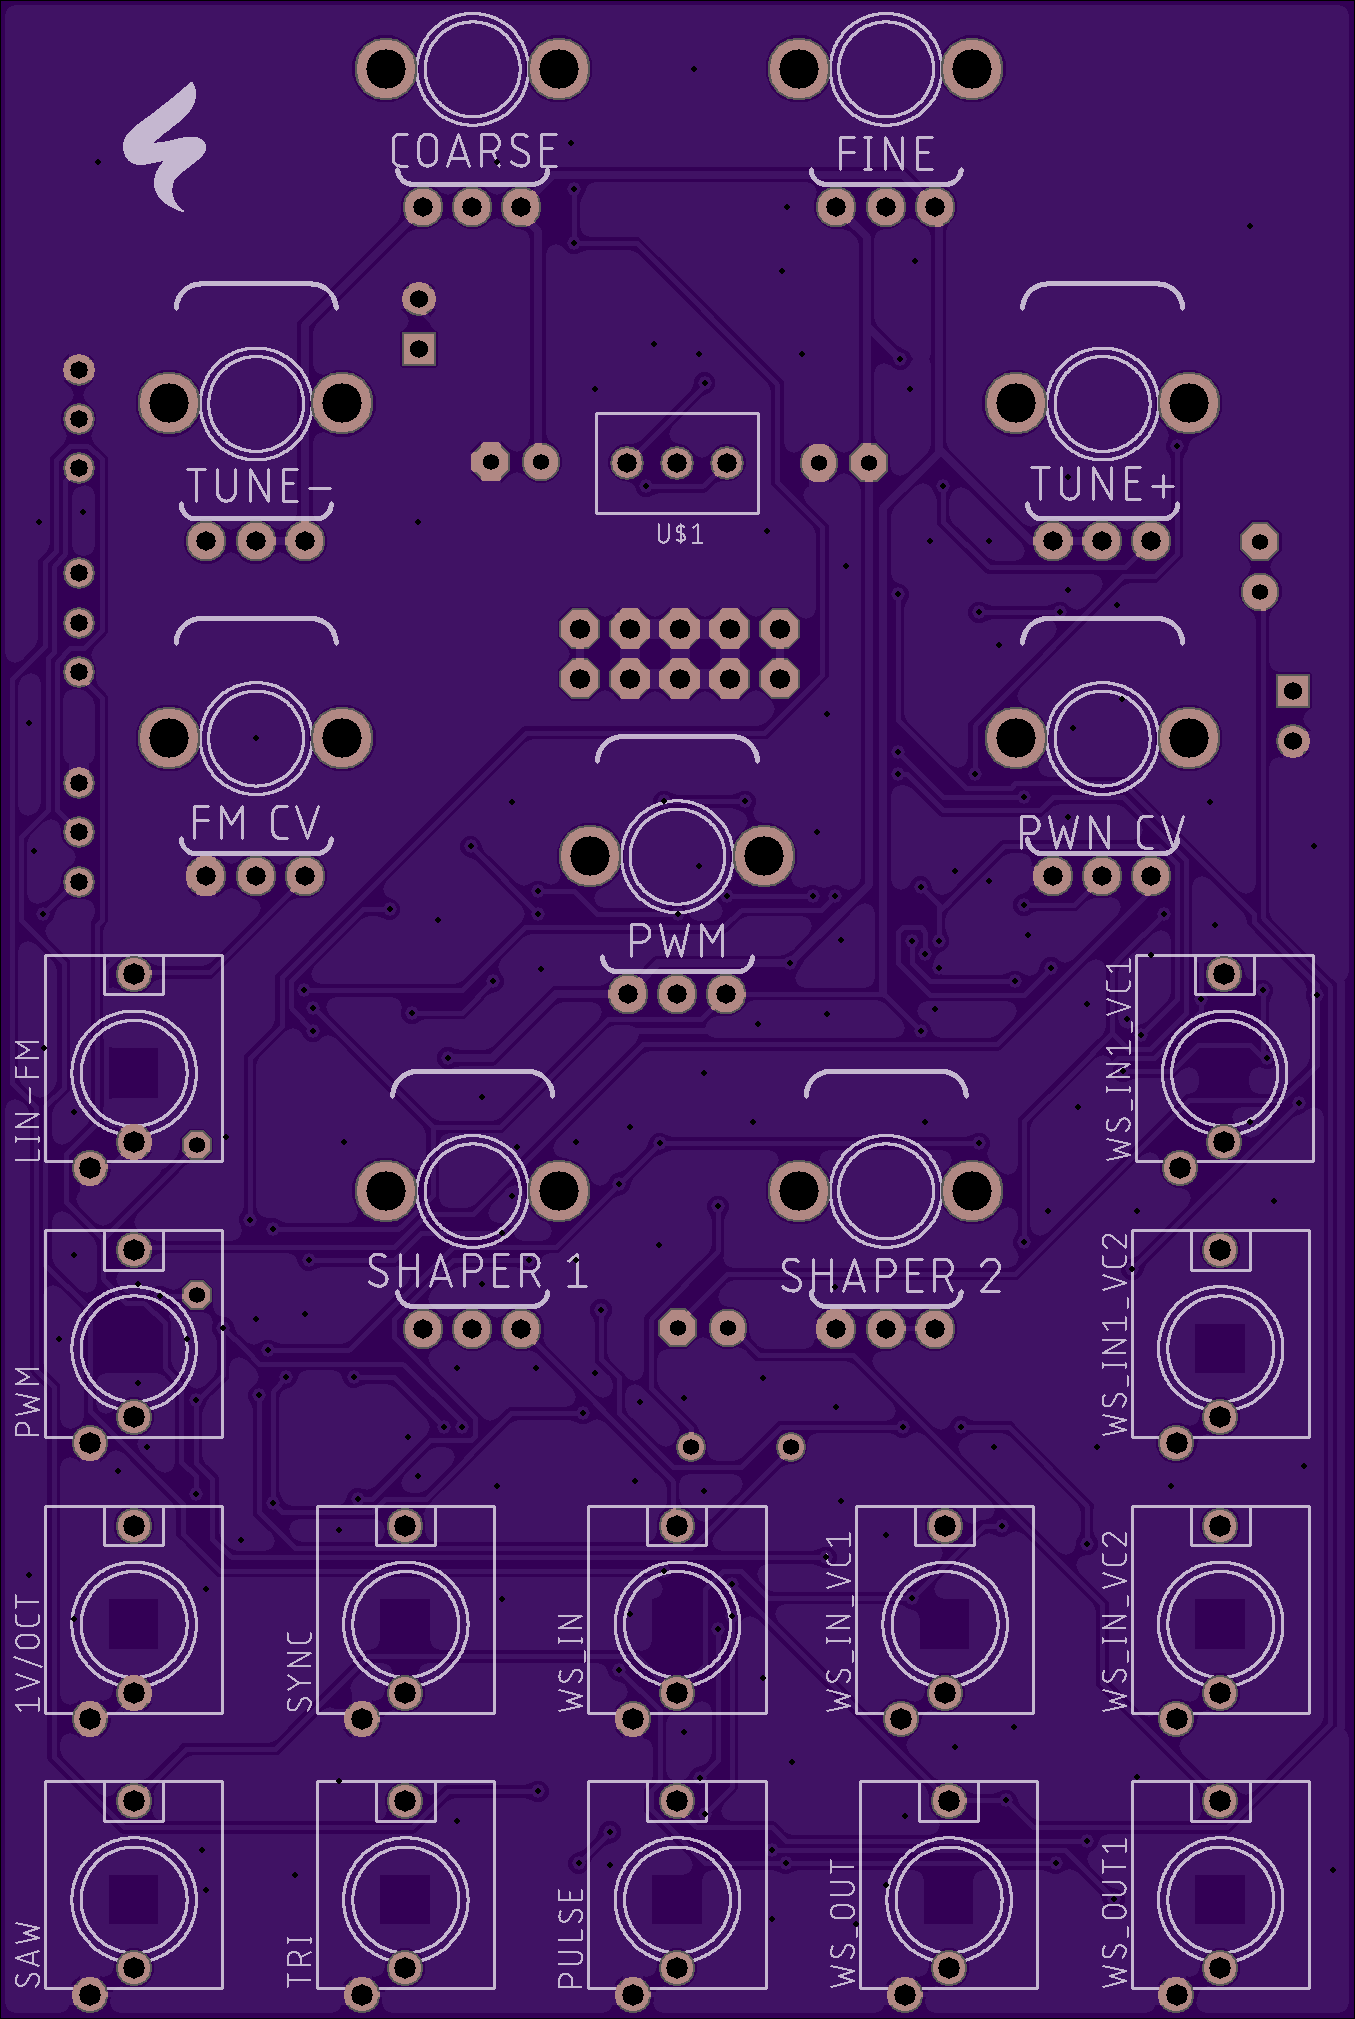 COARSE
FINE
TUNE-
TUNE+
U$1
FM CV
PWN CV
PWM
LIN-FM
WS_IN1_VC1
SHAPER 1
SHAPER 2
PWM
WS_IN1_VC2
1V/OCT
SYNC
WS_IN
WS_IN_VC1
WS_IN_VC2
SAW
TRI
PULSE
WS_OUT
WS_OUT1